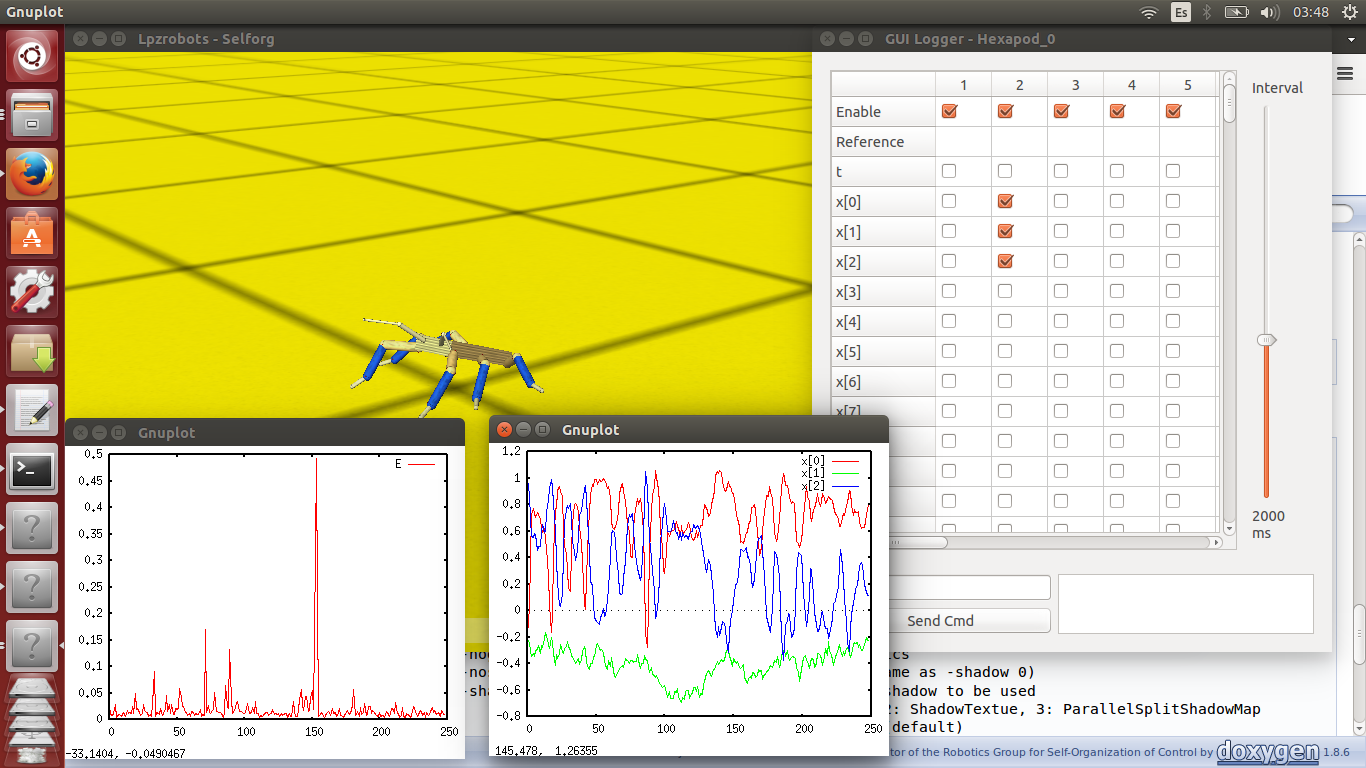 Gnuplot
Es
03:48
Lpzrobots - Selforg
GUI Logger - Hexapod_0
1 2 3 4 5
Enable
Reference
t
x[0]
x[1]
x[2]
x[3]
x[4]
x[5]
x[6]
x[7]
Interval
2000
ms
Send Cmd
Gnuplot
E
0.5
0.45
0.4
0.35
0.3
0.25
0.2
0.15
0.1
0.05
0
0 50 100 150 200 250
-33.1404, -0.0490467
Gnuplot
x[0]
x[1]
x[2]
1.2
1
0.8
0.6
0.4
0.2
0
-0.2
-0.4
-0.6
-0.8
0 50 100 150 200 250
145.478, 1.26355
ame as -shadow 0)
shadow to be used
2: ShadowTextue, 3: ParallelSplitShadowMap
default)
tor of the Robotics Group for Self-Organization of Control by doxygen 1.8.6